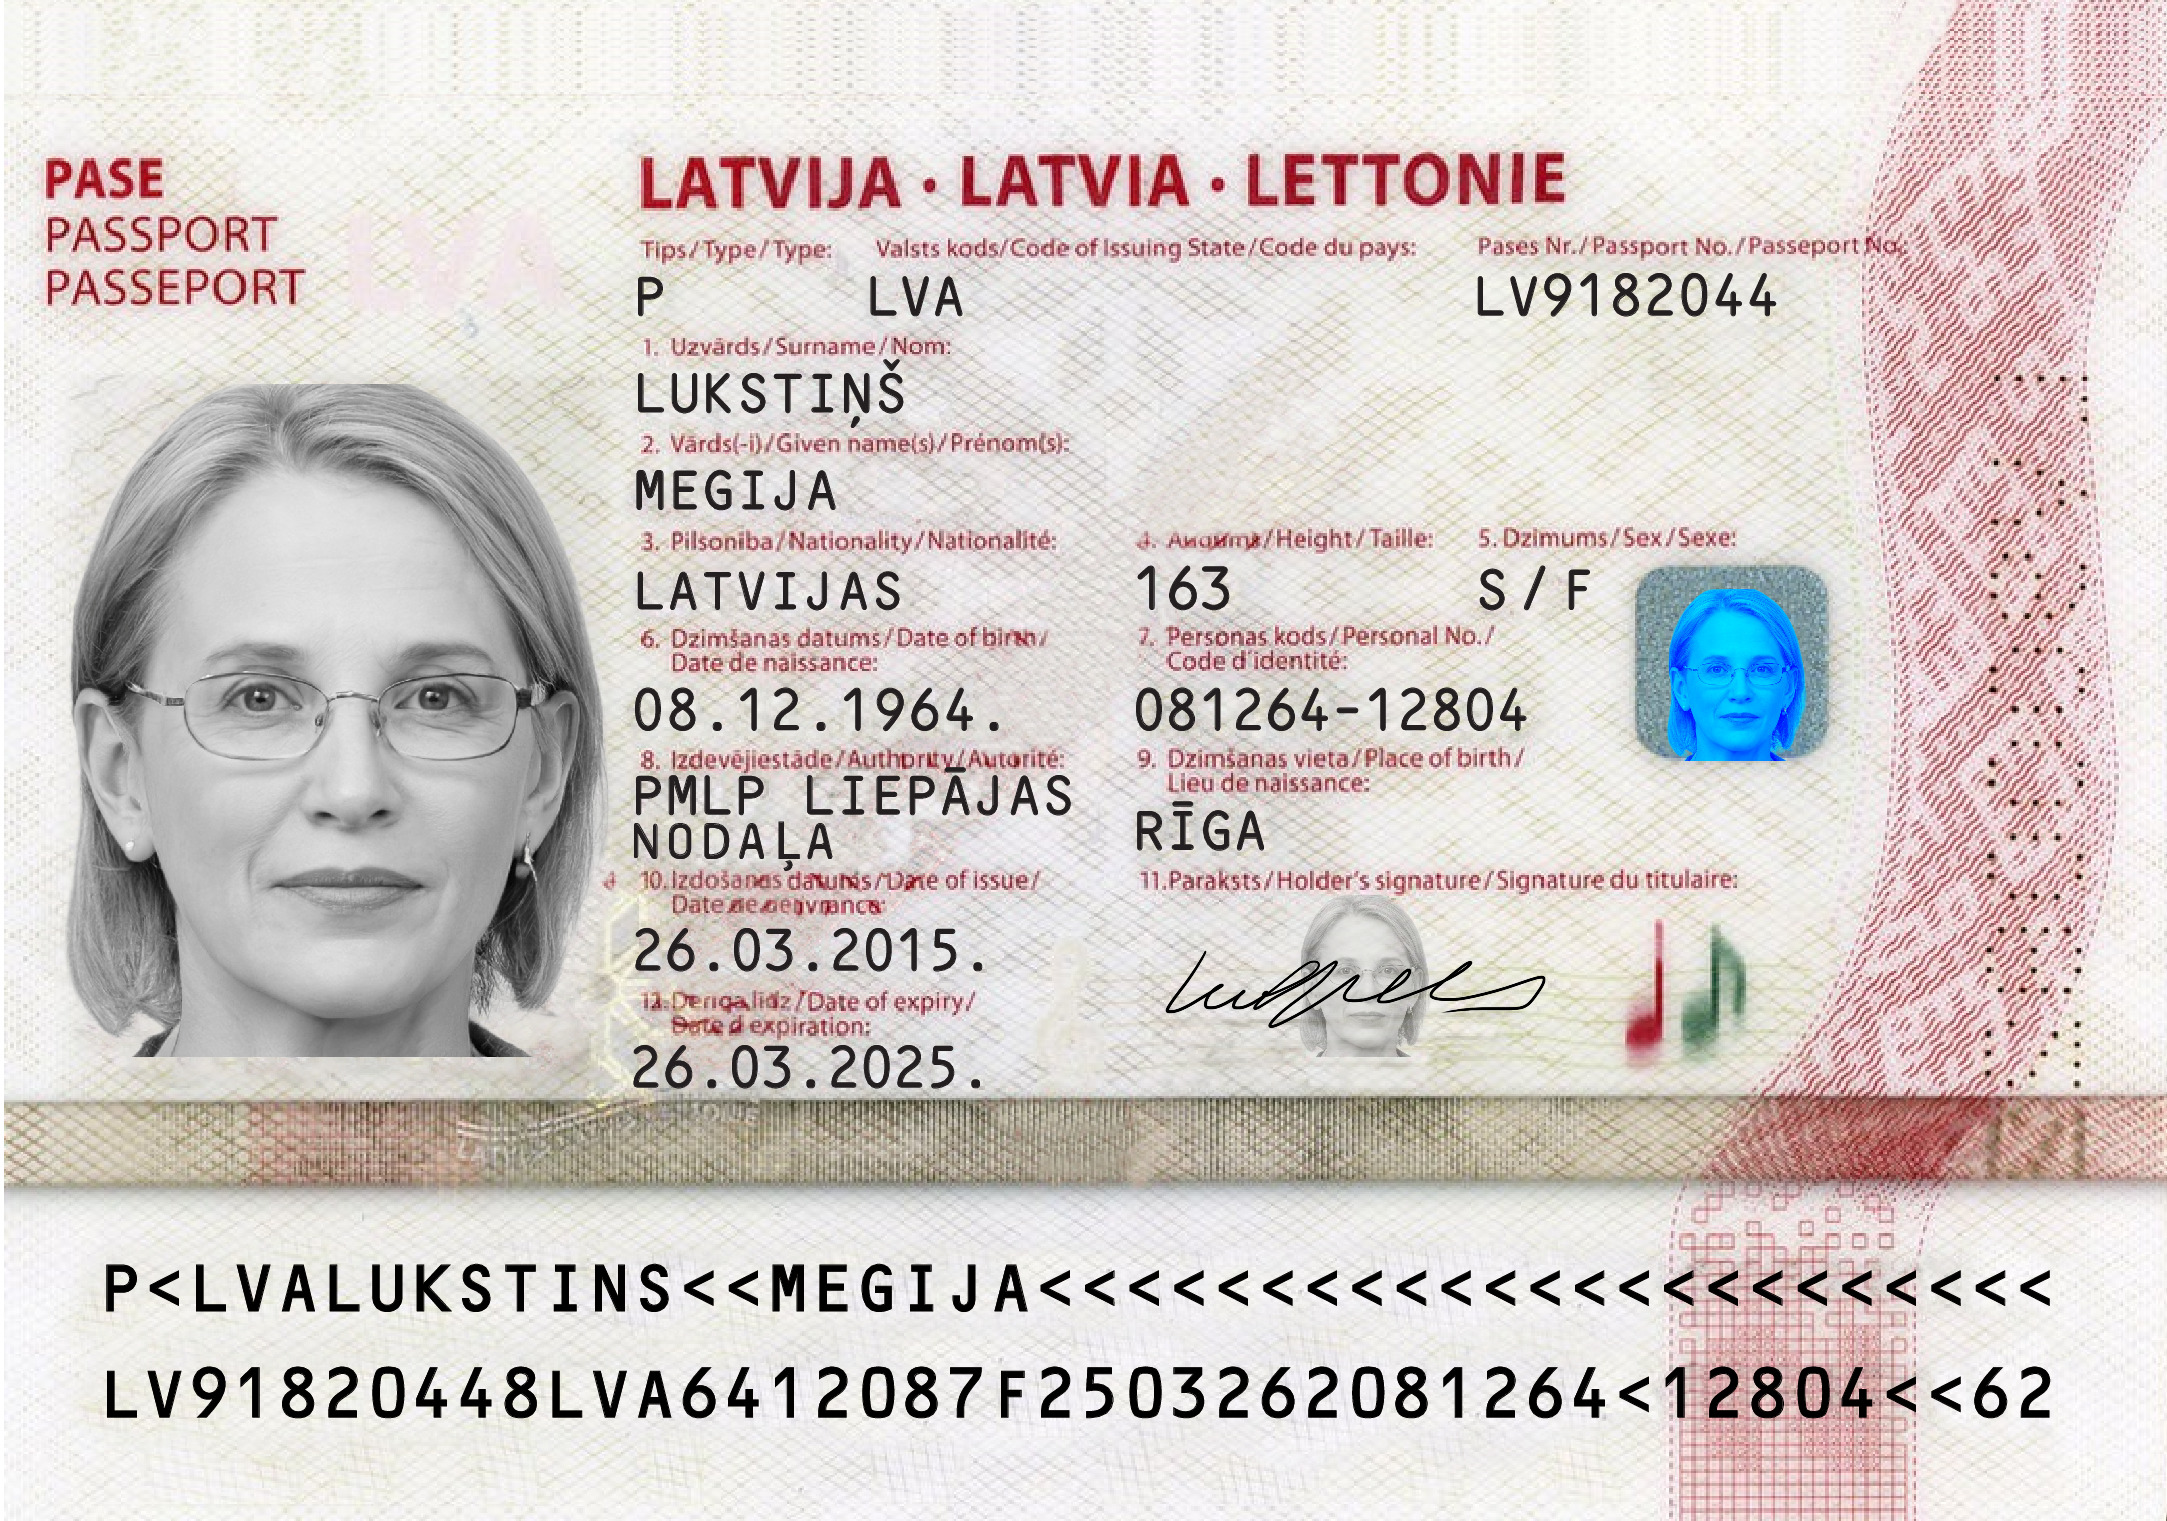 PASE
PASSPORT
PASSEPORT
LVA
LATVIJA · LATVIA · LETTONIE
Tips/Type/Type: Valsts kods/Code of Issuing State/Code du pays: Pases Nr./Passport No./Passeport No.:
P LVA LV9182044
1. Uzvārds/Surname/Nom:
LUKSTIŅŠ
2. Vārds(-i)/Given name(s)/Prénom(s):
MEGIJA
3. Pilsonība/Nationality/Nationalité: 4. Augums/Height/Taille: 5. Dzimums/Sex/Sexe:
LATVIJAS 163 S/F
6. Dzimšanas datums/Date of birth/ 7. Personas kods/Personal No./
Date de naissance: Code d'identité:
08.12.1964. 081264-12804
8. Izdevējiestāde/Authority/Autorité: 9. Dzimšanas vieta/Place of birth/
Lieu de naissance:
PMLP LIEPĀJAS
NODAĻA
RĪGA
10. Izdošanas datums/Date of issue/ 11. Paraksts/Holder's signature/Signature du titulaire:
Date de
26.03.2015.
līdz/Date of expiry/
Date d'expiration:
26.03.2025.
P<LVALUKSTINS<<MEGIJA<<<<<<<<<<<<<<<<<<<<<<<
LV91820448LVA6412087F2503262081264<12804<<62